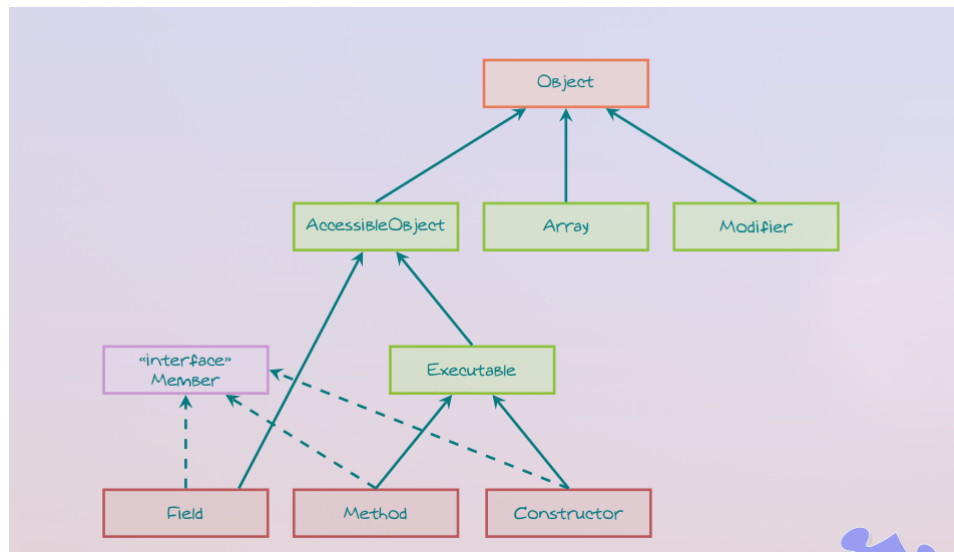 Object
AccessibleObject
Array
Modifier
“interface”
Member
Executable
Field
Method
Constructor